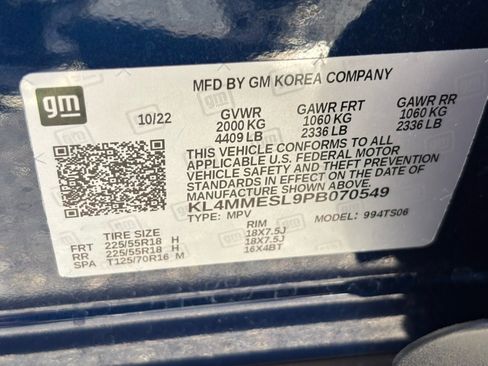 gm
MFD BY GM KOREA COMPANY
10/22 GVWR GAWR FRT GAWR RR
2000 KG 1060 KG 1060 KG
4409 LB 2336 LB 2336 LB
THIS VEHICLE CONFORMS TO ALL
APPLICABLE U.S. FEDERAL MOTOR
VEHICLE SAFETY AND THEFT PREVENTION
STANDARDS IN EFFECT ON THE DATE OF
MANUFACTURE SHOWN ABOVE.
KL4MMESL9PB070549
TYPE: MPV MODEL: 994TS06
TIRE SIZE RIM
FRT 225/55R18 H 18X7.5J
RR 225/55R18 H 18X7.5J
SPA T125/70R16 M 16X4BT